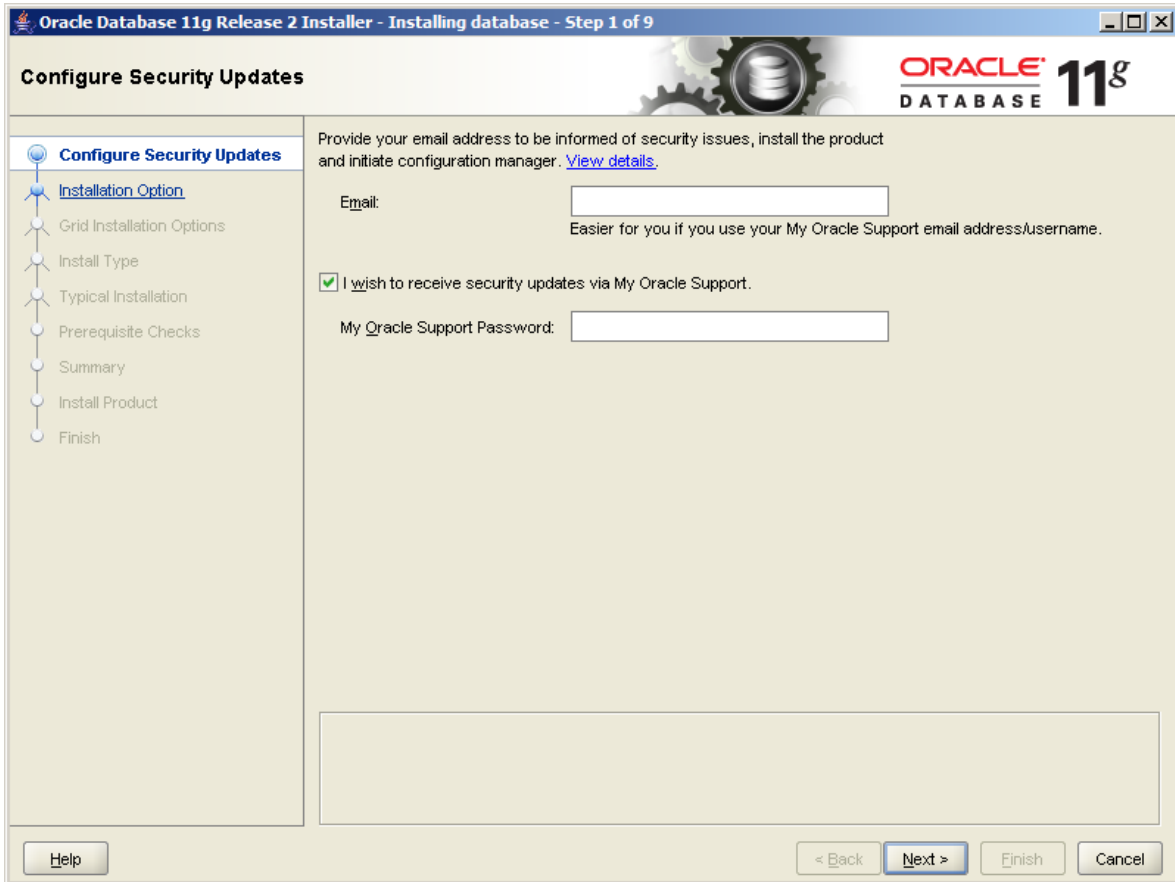 Oracle Database 11g Release 2 Installer - Installing database - Step 1 of 9
Configure Security Updates
ORACLE
DATABASE
11g
Configure Security Updates
Installation Option
Grid Installation Options
Install Type
Typical Installation
Prerequisite Checks
Summary
Install Product
Finish
Provide your email address to be informed of security issues, install the product
and initiate configuration manager. View details.
Email:
Easier for you if you use your My Oracle Support email address/username.
I wish to receive security updates via My Oracle Support.
My Oracle Support Password:
Help
< Back
Next >
Finish
Cancel